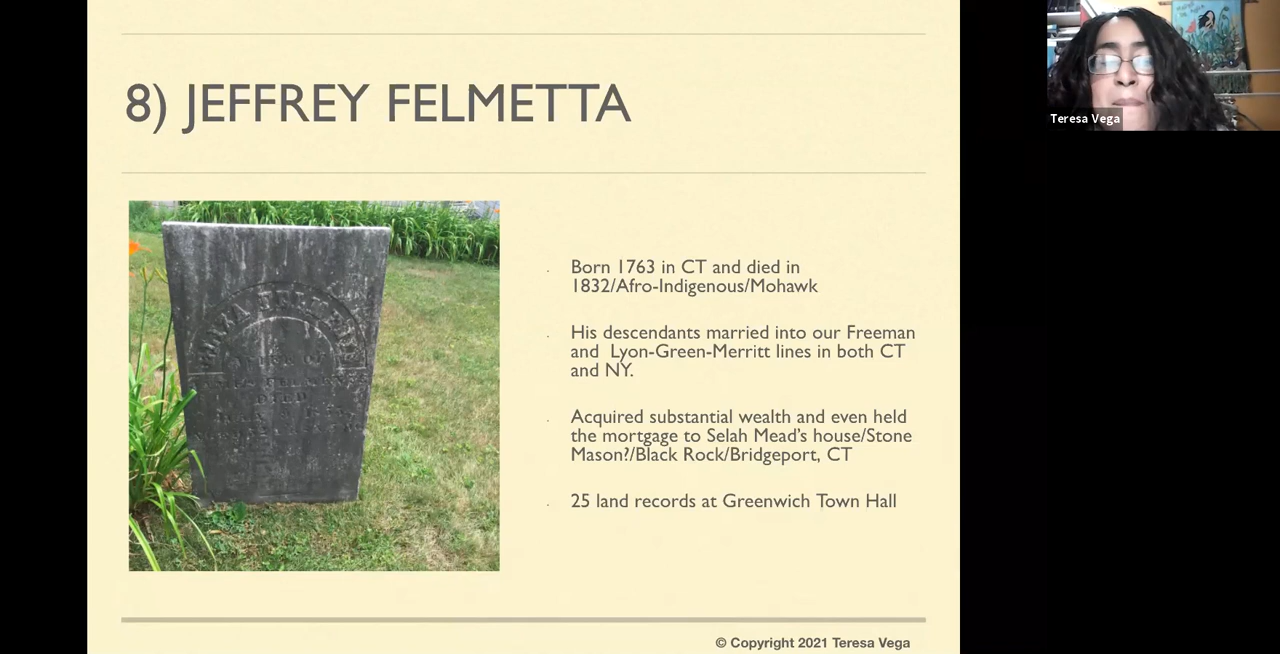 8) JEFFREY FELMETTA
Born 1763 in CT and died in
1832/Afro-Indigenous/Mohawk
His descendants married into our Freeman
and Lyon-Green-Merritt lines in both CT
and NY.
Acquired substantial wealth and even held
the mortgage to Selah Mead's house/Stone
Mason?/Black Rock/Bridgeport, CT
25 land records at Greenwich Town Hall
© Copyright 2021 Teresa Vega
Teresa Vega
DIED